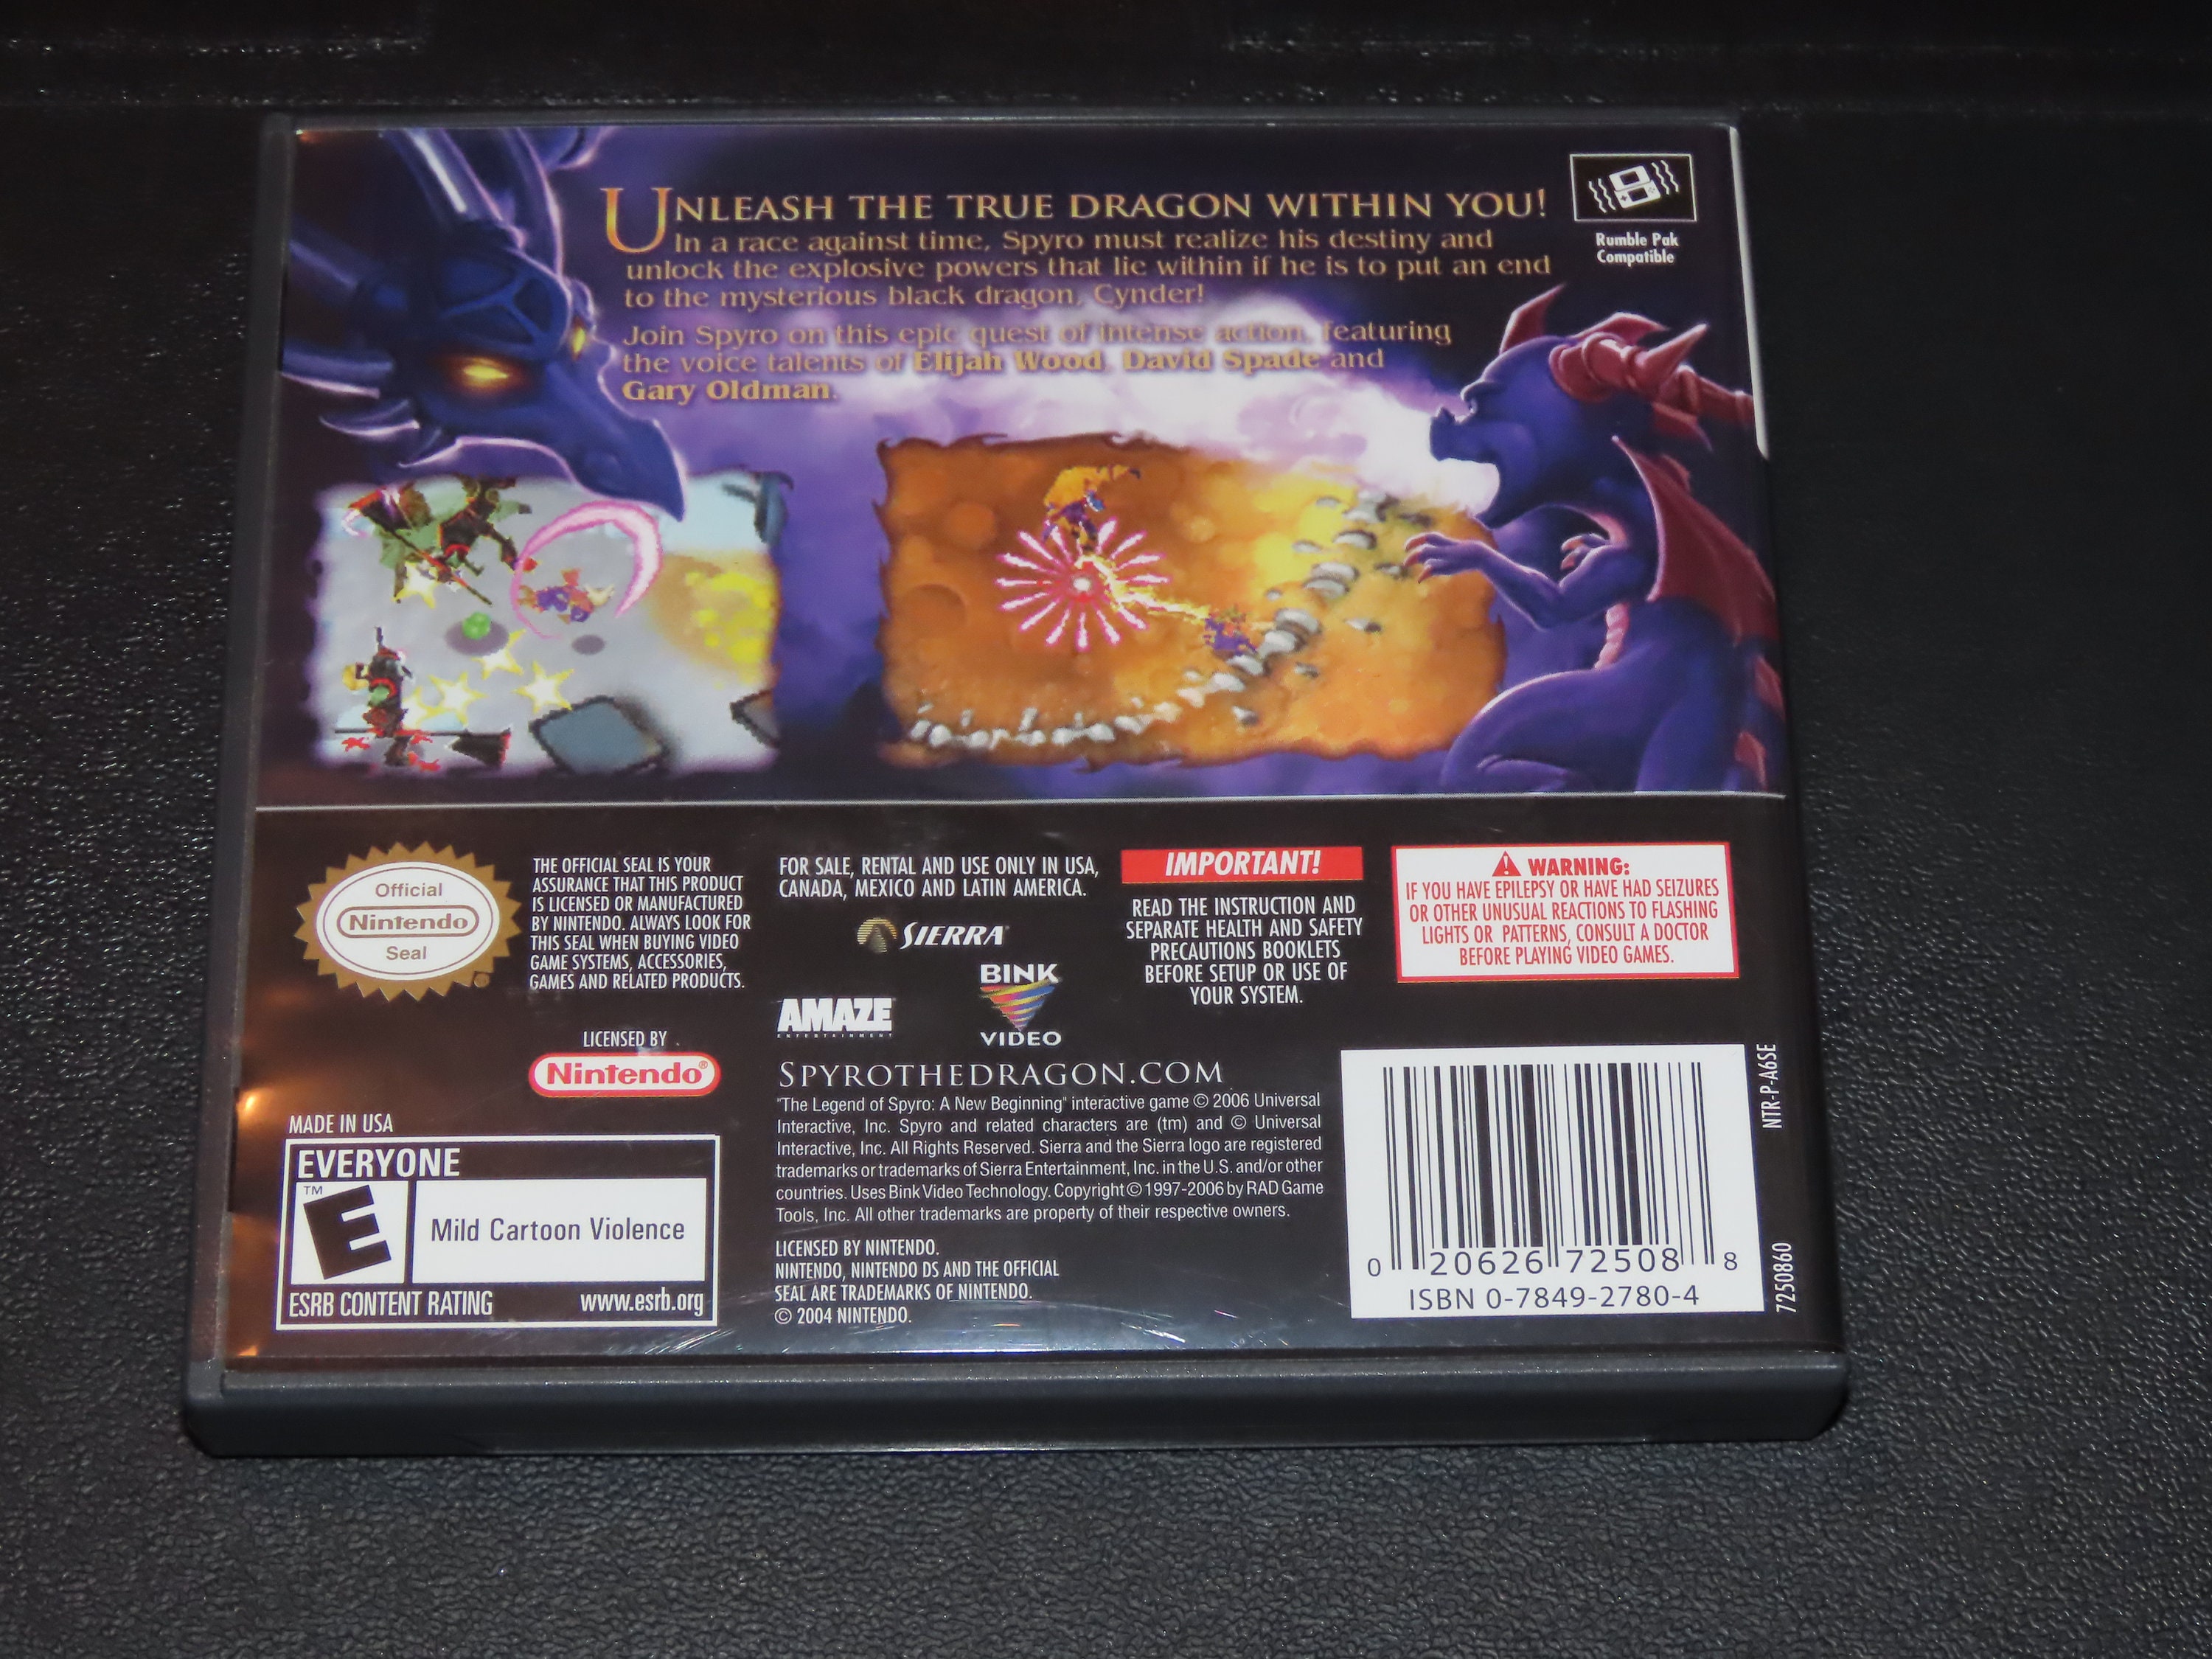 UNLEASH THE TRUE DRAGON WITHIN YOU!
In a race against time, Spyro must realize his destiny and
unlock the explosive powers that lie within if he is to put an end
to the mysterious black dragon, Cynder!
Join Spyro on this epic quest of intense action, featuring
the voice talents of Elijah Wood, David Spade and
Gary Oldman.
Rumble Pak
Compatible
Official
Nintendo
Seal
THE OFFICIAL SEAL IS YOUR
ASSURANCE THAT THIS PRODUCT
IS LICENSED OR MANUFACTURED
BY NINTENDO. ALWAYS LOOK FOR
THIS SEAL WHEN BUYING VIDEO
GAME SYSTEMS, ACCESSORIES,
GAMES AND RELATED PRODUCTS.
LICENSED BY
Nintendo®
MADE IN USA
EVERYONE
TM
E
Mild Cartoon Violence
ESRB CONTENT RATING www.esrb.org
FOR SALE, RENTAL AND USE ONLY IN USA,
CANADA, MEXICO AND LATIN AMERICA.
SIERRA
AMAZE
ENTERTAINMENT
BINK
VIDEO
SPYROTHEDRAGON.COM
"The Legend of Spyro: A New Beginning" interactive game © 2006 Universal
Interactive, Inc. Spyro and related characters are (tm) and © Universal
Interactive, Inc. All Rights Reserved. Sierra and the Sierra logo are registered
trademarks or trademarks of Sierra Entertainment, Inc. in the U.S. and/or other
countries. Uses Bink Video Technology. Copyright © 1997-2006 by RAD Game
Tools, Inc. All other trademarks are property of their respective owners.
LICENSED BY NINTENDO.
NINTENDO, NINTENDO DS AND THE OFFICIAL
SEAL ARE TRADEMARKS OF NINTENDO.
© 2004 NINTENDO.
IMPORTANT!
READ THE INSTRUCTION AND
SEPARATE HEALTH AND SAFETY
PRECAUTIONS BOOKLETS
BEFORE SETUP OR USE OF
YOUR SYSTEM.
WARNING:
IF YOU HAVE EPILEPSY OR HAVE HAD SEIZURES
OR OTHER UNUSUAL REACTIONS TO FLASHING
LIGHTS OR PATTERNS, CONSULT A DOCTOR
BEFORE PLAYING VIDEO GAMES.
0 20626 72508 8
ISBN 0-7849-2780-4
NTR-P-A6SE
7250860